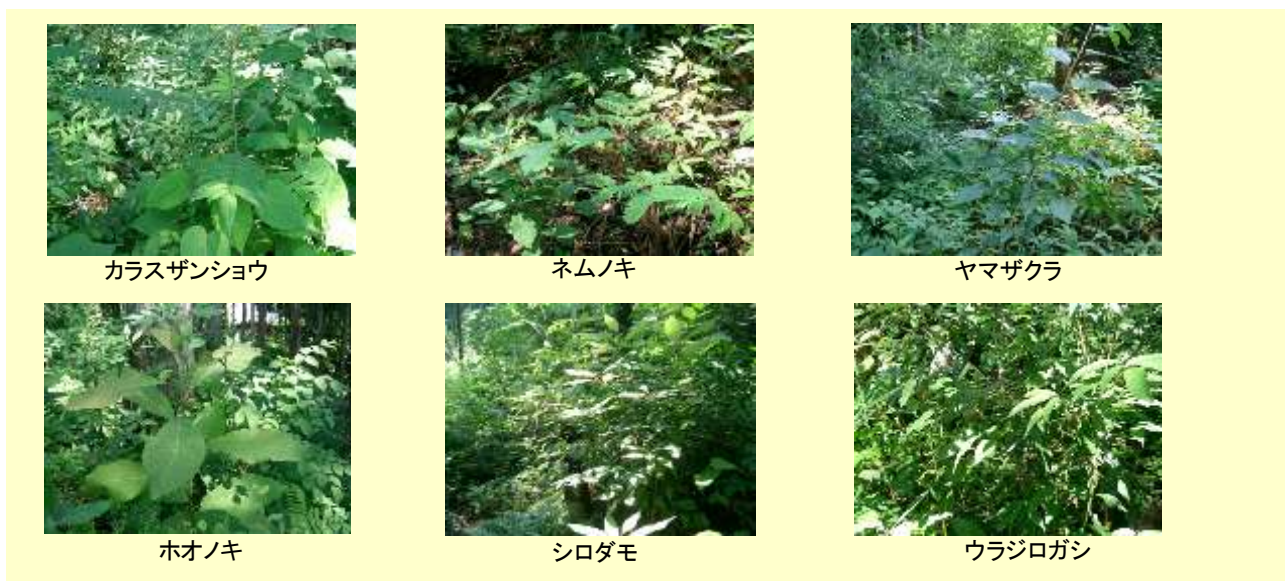 カラスザンショウ
ネムノキ
ヤマザクラ
ホオノキ
シロダモ
ウラジロガシ